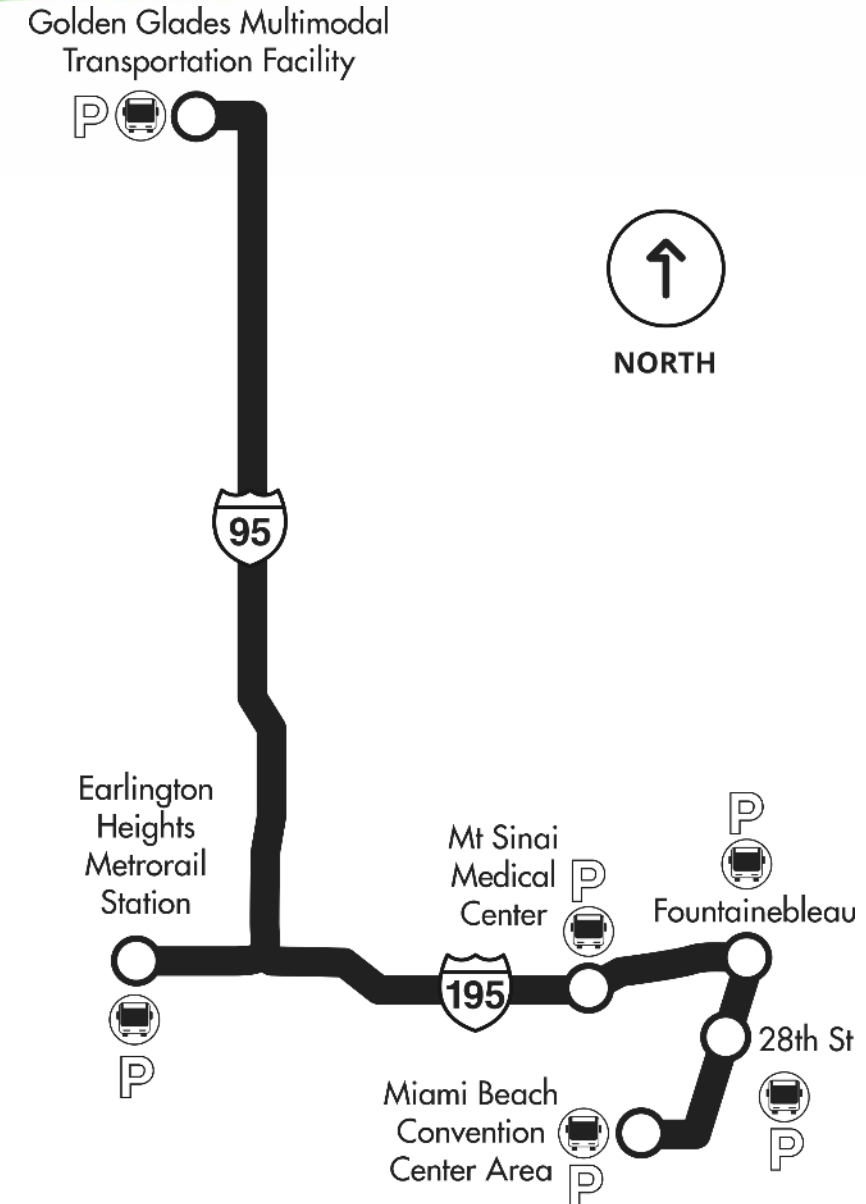 Golden Glades Multimodal
Transportation Facility
P
NORTH
95
Earlington
Heights
Metrorail
Station
P
Mt Sinai
Medical
Center
P
P
Fountainebleau
195
28th St
P
Miami Beach
Convention
Center Area
P